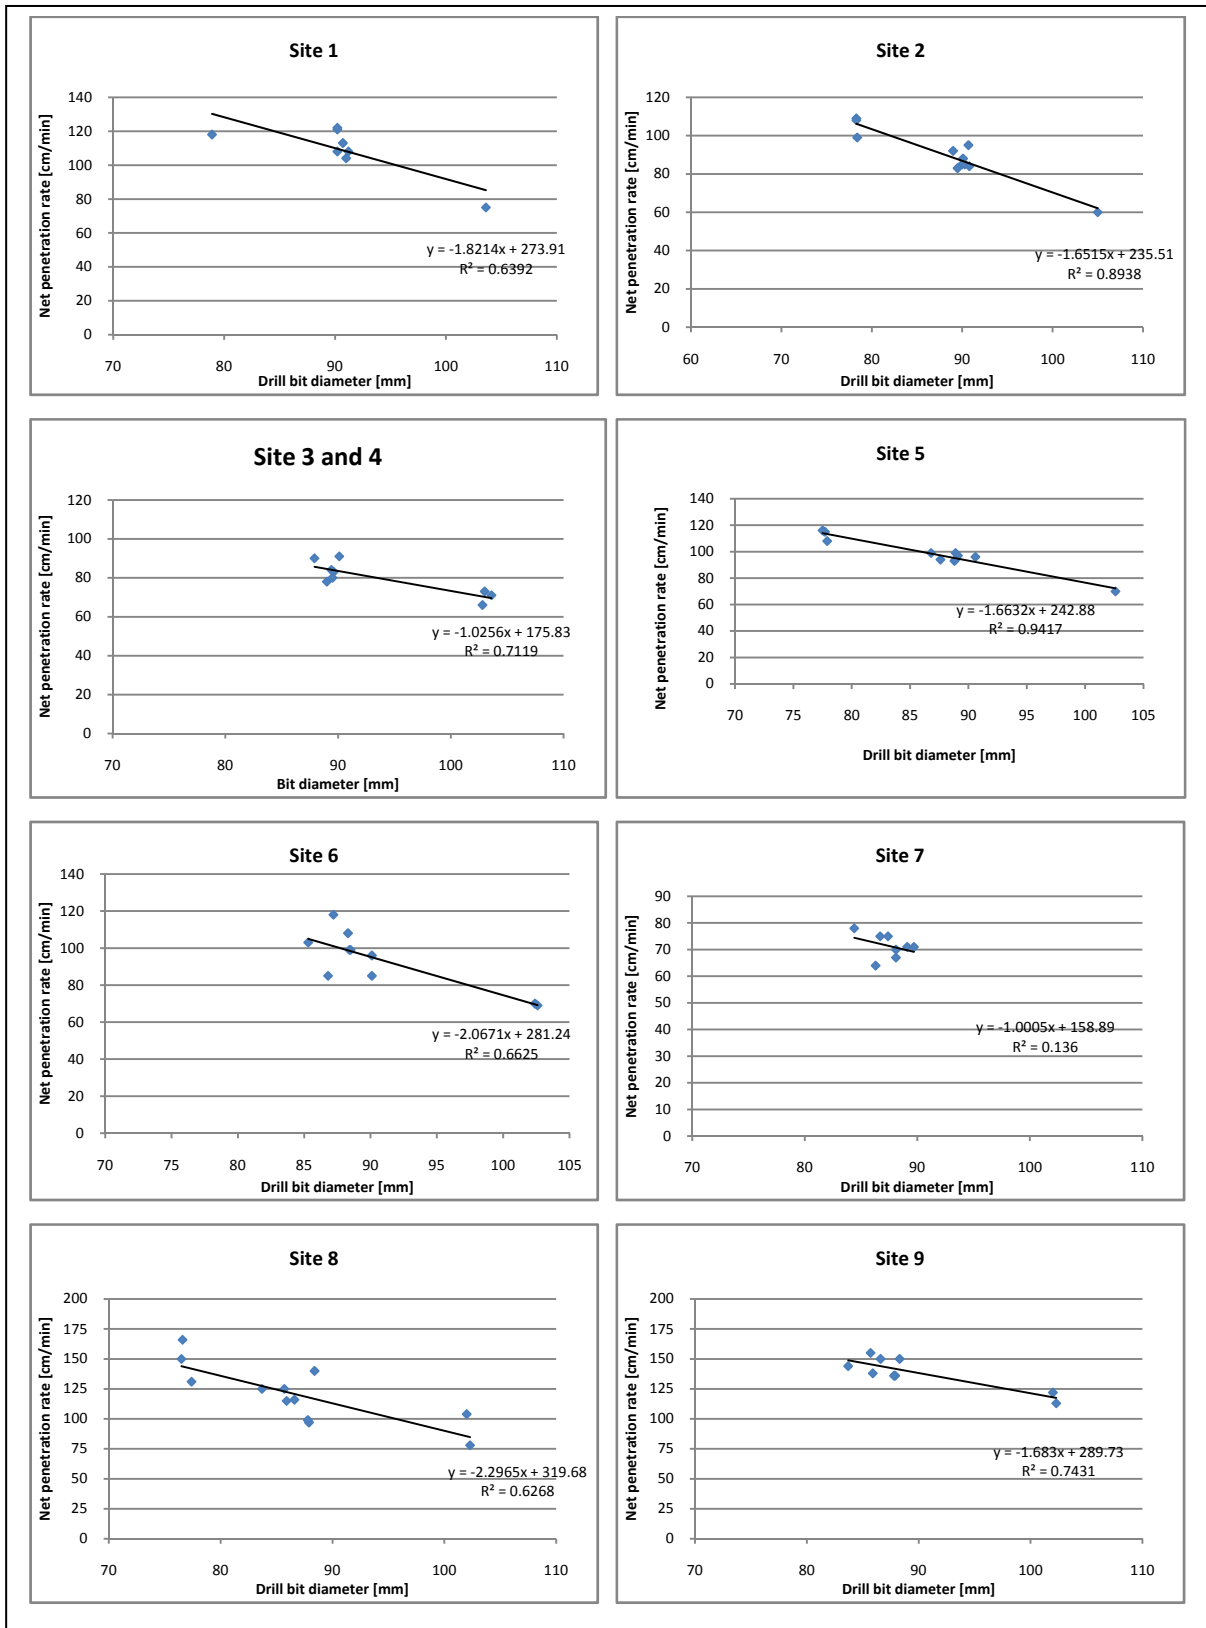 Site 1
Net penetration rate [cm/min]
140
120
100
80
60
40
20
0
y = -1.8214x + 273.91
R² = 0.6392
70 80 90 100 110
Drill bit diameter [mm]
Site 2
Net penetration rate [cm/min]
120
100
80
60
40
20
0
y = -1.6515x + 235.51
R² = 0.8938
60 70 80 90 100 110
Drill bit diameter [mm]
Site 3 and 4
Net penetration rate [cm/min]
120
100
80
60
40
20
0
y = -1.0256x + 175.83
R² = 0.7119
70 80 90 100 110
Bit diameter [mm]
Site 5
Net penetration rate [cm/min]
140
120
100
80
60
40
20
0
y = -1.6632x + 242.88
R² = 0.9417
70 75 80 85 90 95 100 105
Drill bit diameter [mm]
Site 6
Net penetration rate [cm/min]
140
120
100
80
60
40
20
0
y = -2.0671x + 281.24
R² = 0.6625
70 75 80 85 90 95 100 105
Drill bit diameter [mm]
Site 7
Net penetration rate [cm/min]
90
80
70
60
50
40
30
20
10
0
y = -1.0005x + 158.89
R² = 0.136
70 80 90 100 110
Drill bit diameter [mm]
Site 8
Net penetration rate [cm/min]
200
175
150
125
100
75
50
25
0
y = -2.2965x + 319.68
R² = 0.6268
70 80 90 100 110
Drill bit diameter [mm]
Site 9
Net penetration rate [cm/min]
200
175
150
125
100
75
50
25
0
y = -1.683x + 289.73
R² = 0.7431
70 80 90 100 110
Drill bit diameter [mm]